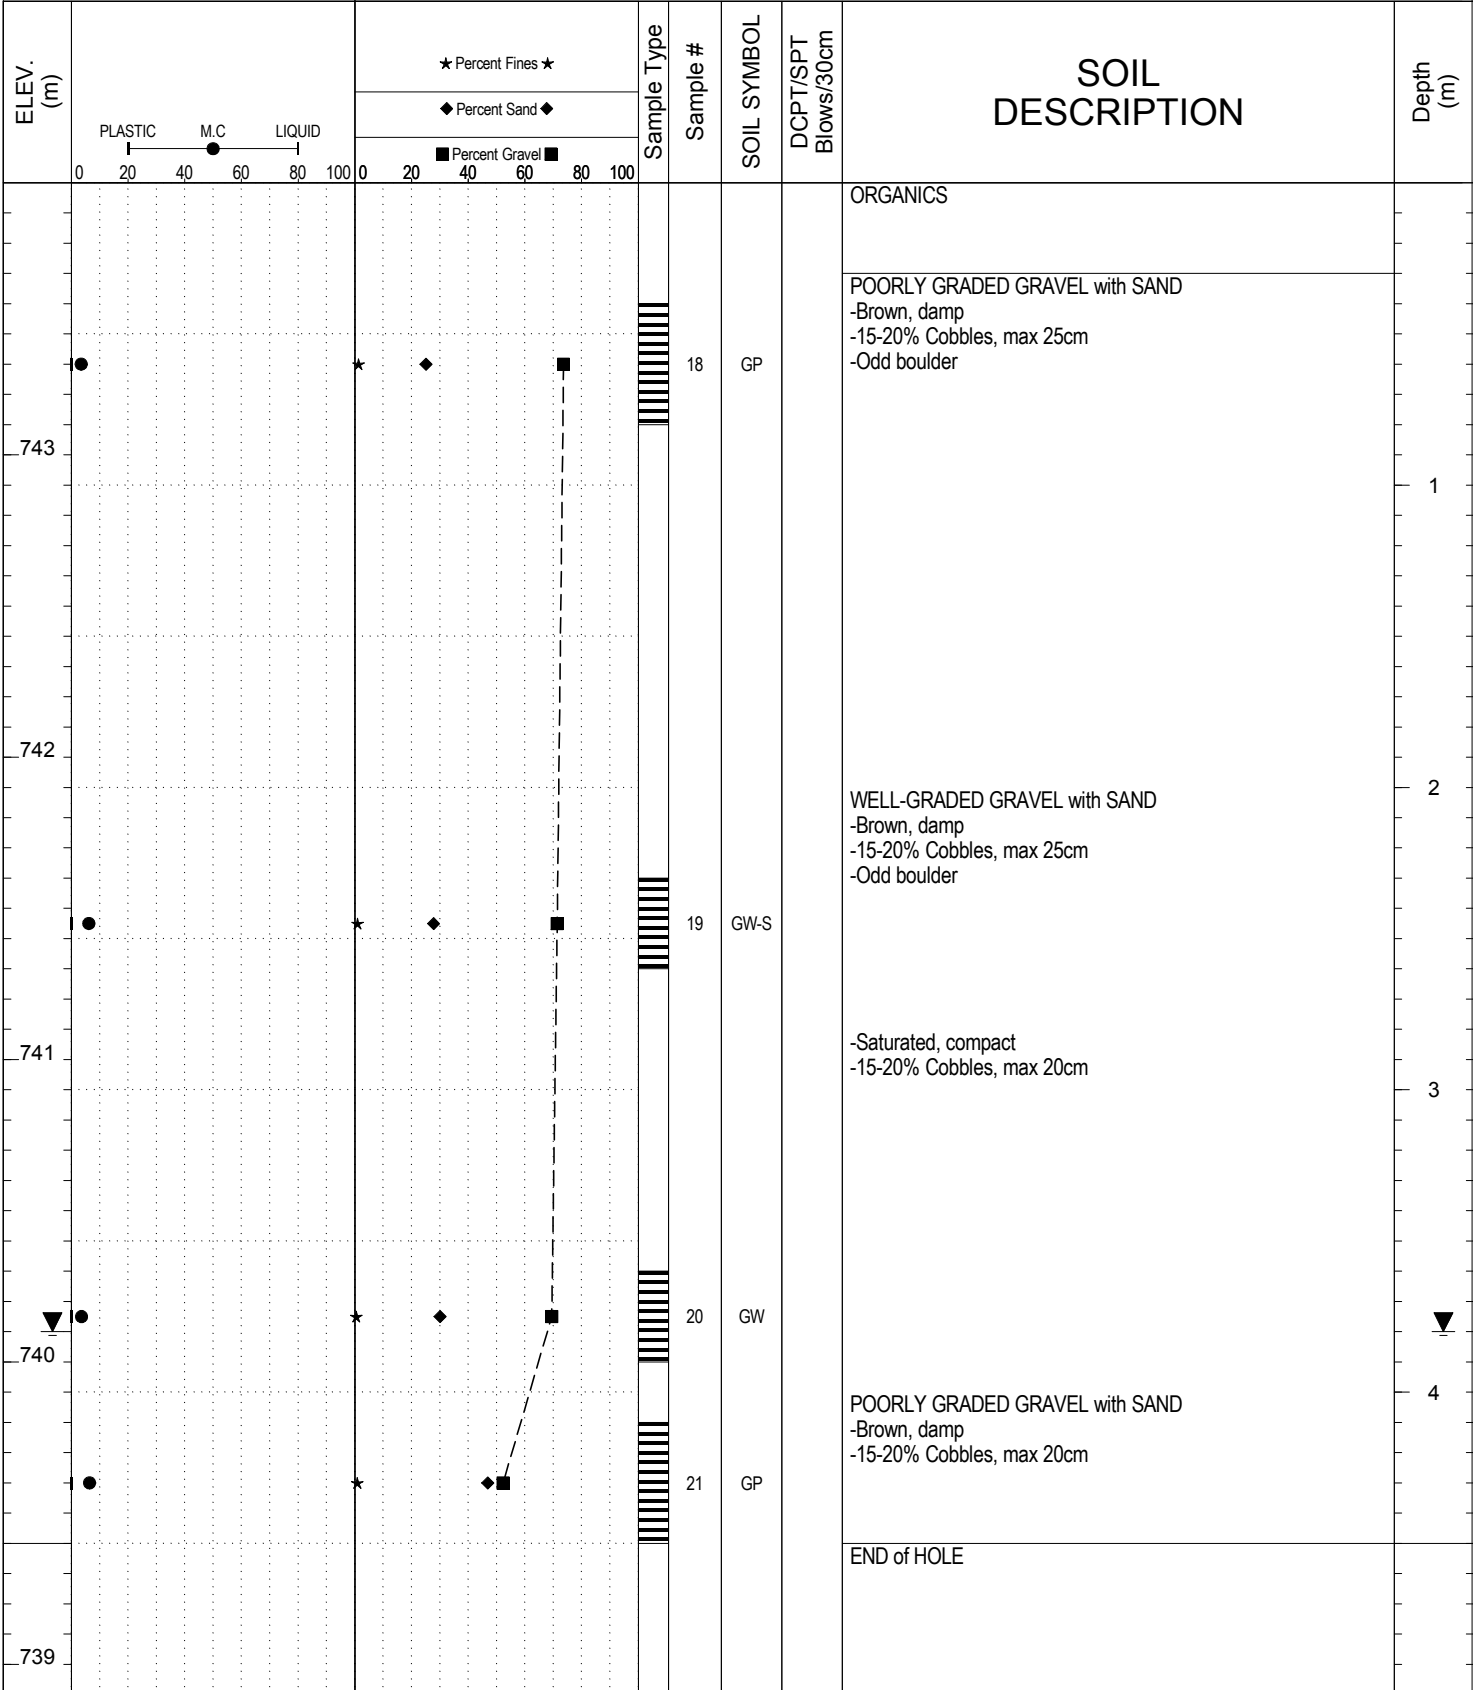 ELEV.
(m)
PLASTIC M.C LIQUID
0 20 40 60 80 100
★ Percent Fines ★
◆ Percent Sand ◆
■ Percent Gravel ■
0 20 40 60 80 100
Sample Type
Sample #
SOIL SYMBOL
DCPT/SPT
Blows/30cm
SOIL
DESCRIPTION
Depth
(m)
ORGANICS
POORLY GRADED GRAVEL with SAND
-Brown, damp
-15-20% Cobbles, max 25cm
-Odd boulder
18 GP
743
1
742
2
WELL-GRADED GRAVEL with SAND
-Brown, damp
-15-20% Cobbles, max 25cm
-Odd boulder
19 GW-S
-Saturated, compact
-15-20% Cobbles, max 20cm
741
3
20 GW
740
4
POORLY GRADED GRAVEL with SAND
-Brown, damp
-15-20% Cobbles, max 20cm
21 GP
END of HOLE
739